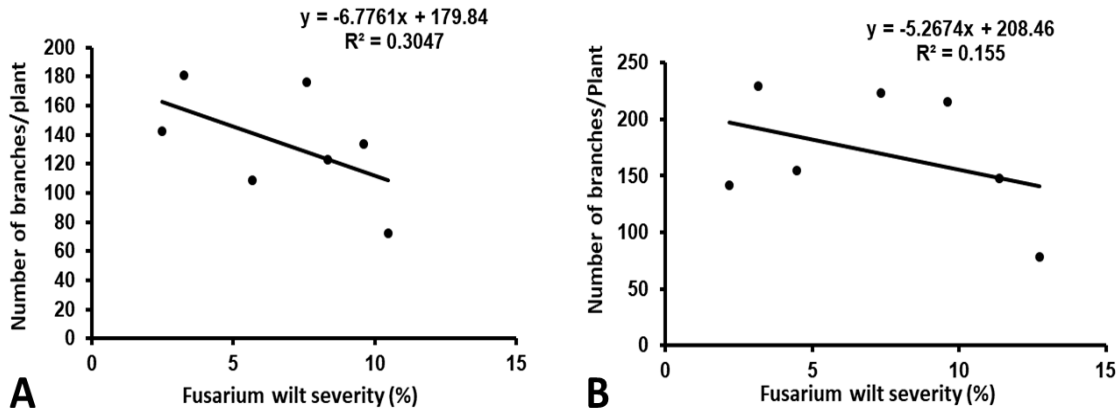 y = -6.7761x + 179.84
R² = 0.3047
Number of branches/plant
200
180
160
140
120
100
80
60
40
20
0
0 5 10 15
Fusarium wilt severity (%)
A
y = -5.2674x + 208.46
R² = 0.155
Number of branches/Plant
250
200
150
100
50
0
0 5 10 15
Fusarium wilt severity (%)
B